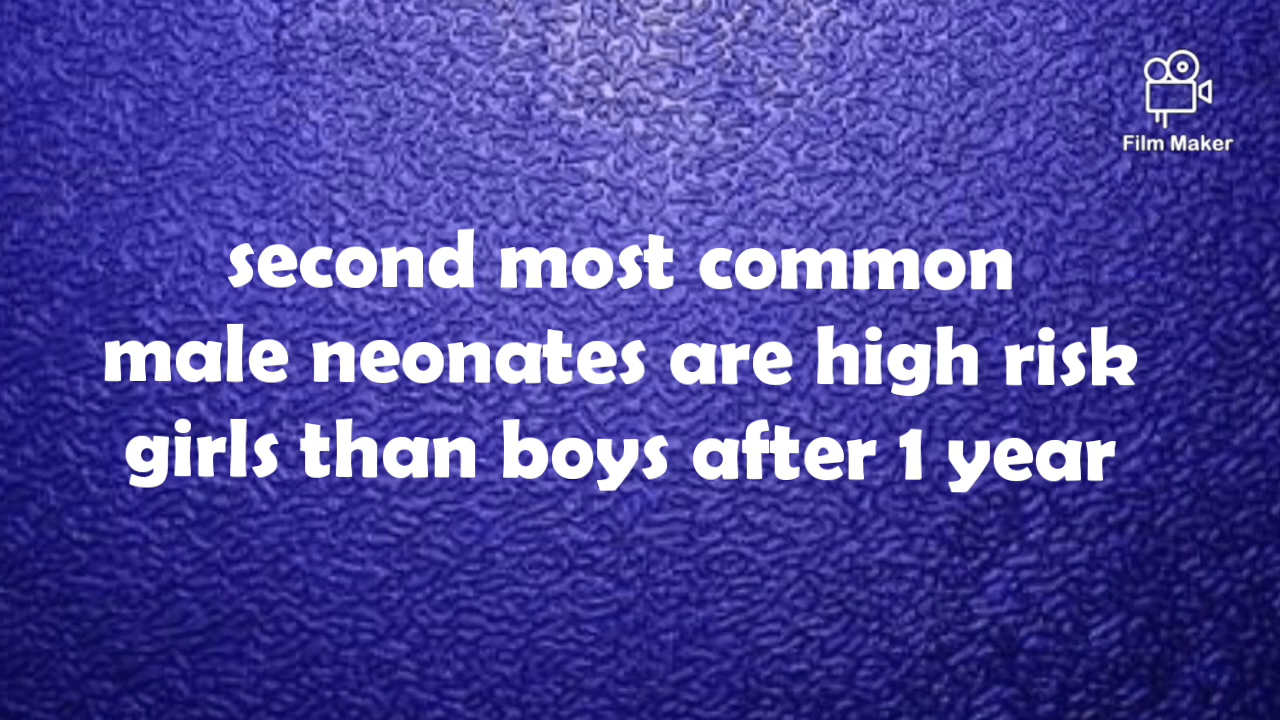 Film Maker
second most common
male neonates are high risk
girls than boys after 1 year